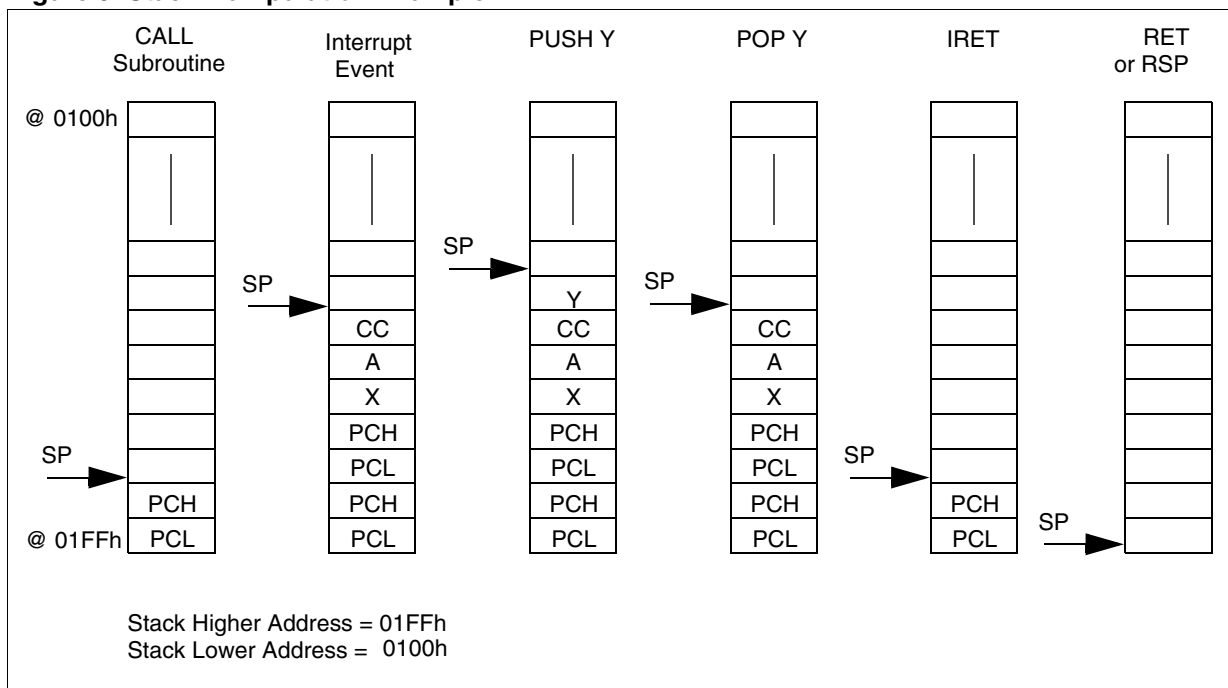 CALL
Subroutine
Interrupt
Event
PUSH Y
POP Y
IRET
RET
or RSP
@ 0100h
SP
SP
SP
Y
CC
CC
CC
A
A
A
X
X
X
PCH
PCH
PCH
SP
PCL
PCL
PCL
SP
PCH
PCH
PCH
PCH
PCH
@ 01FFh
PCL
PCL
PCL
PCL
PCL
SP
Stack Higher Address = 01FFh
Stack Lower Address = 0100h